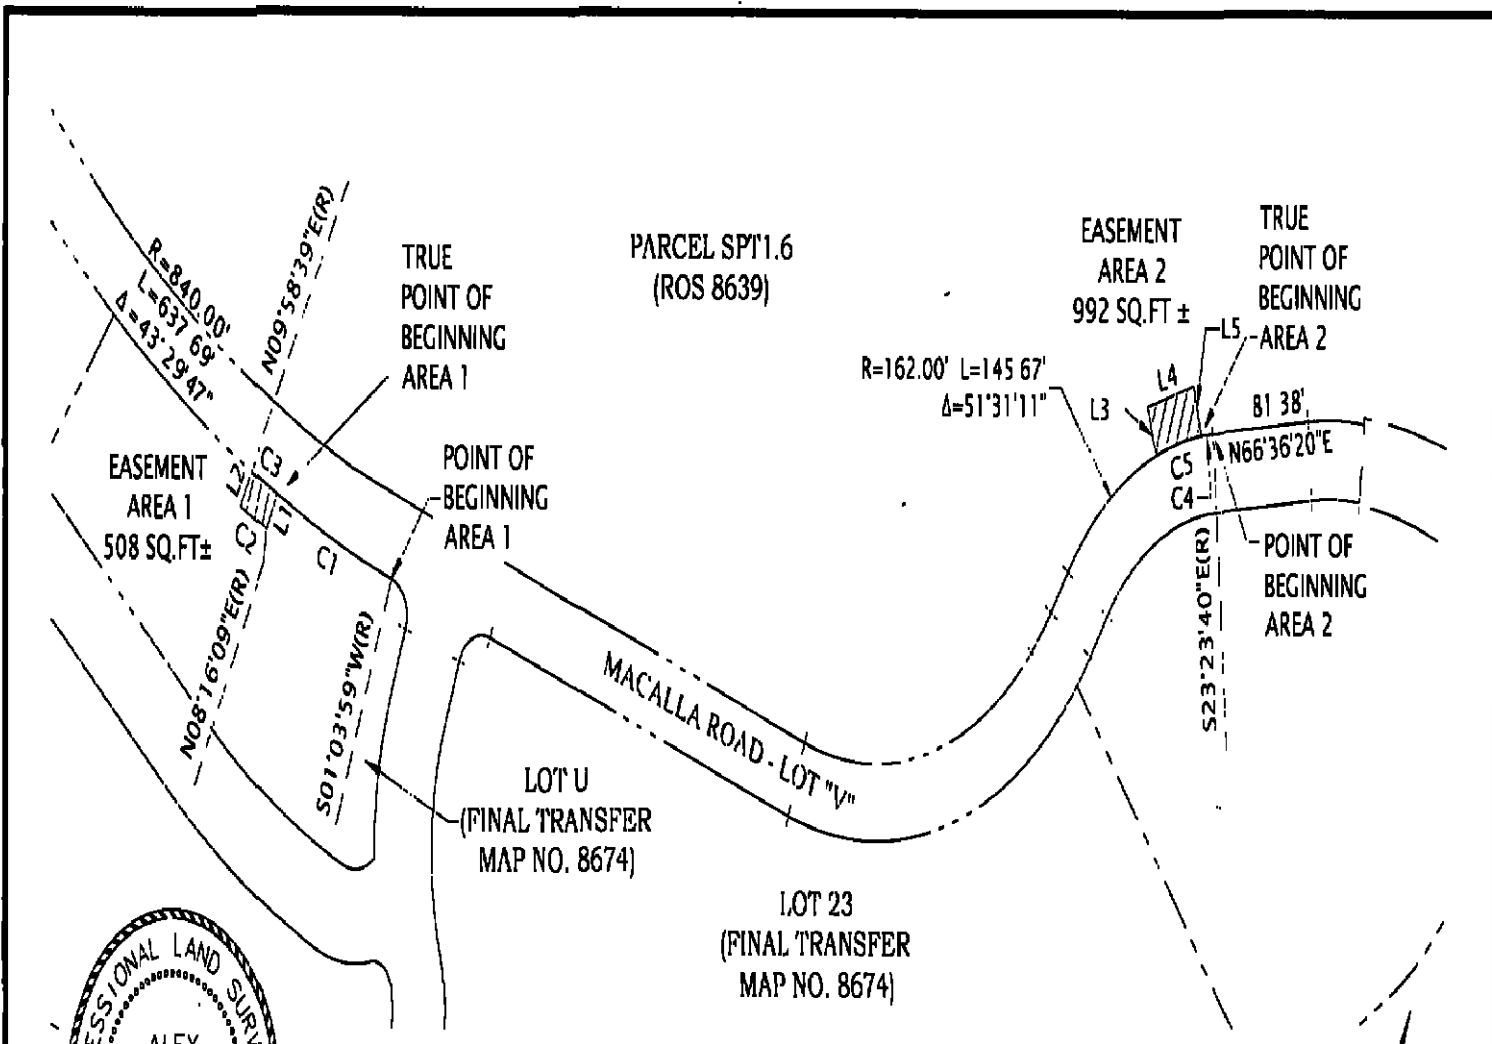 R=840.00'
L=637 69'
Δ=43°29'47"
N09°58'39"E(R)
TRUE
POINT OF
BEGINNING
AREA 1
PARCEL SPT1.6
(ROS 8639)
EASEMENT
AREA 2
992 SQ.FT ±
TRUE
POINT OF
BEGINNING
AREA 2
L5
R=162.00' L=145 67'
Δ=51°31'11"
L4
L3
81 38'
N66°36'20"E
C5
C4
EASEMENT
AREA 1
508 SQ.FT±
L2
C3
L1
C2
C1
POINT OF
BEGINNING
AREA 1
POINT OF
BEGINNING
AREA 2
S23°23'40"E(R)
N08°16'09"E(R)
S01°03'59"W(R)
MACALLA ROAD - LOT "V"
LOT U
(FINAL TRANSFER
MAP NO. 8674)
LOT 23
(FINAL TRANSFER
MAP NO. 8674)
ESSIONAL LAND SURV
ALEX